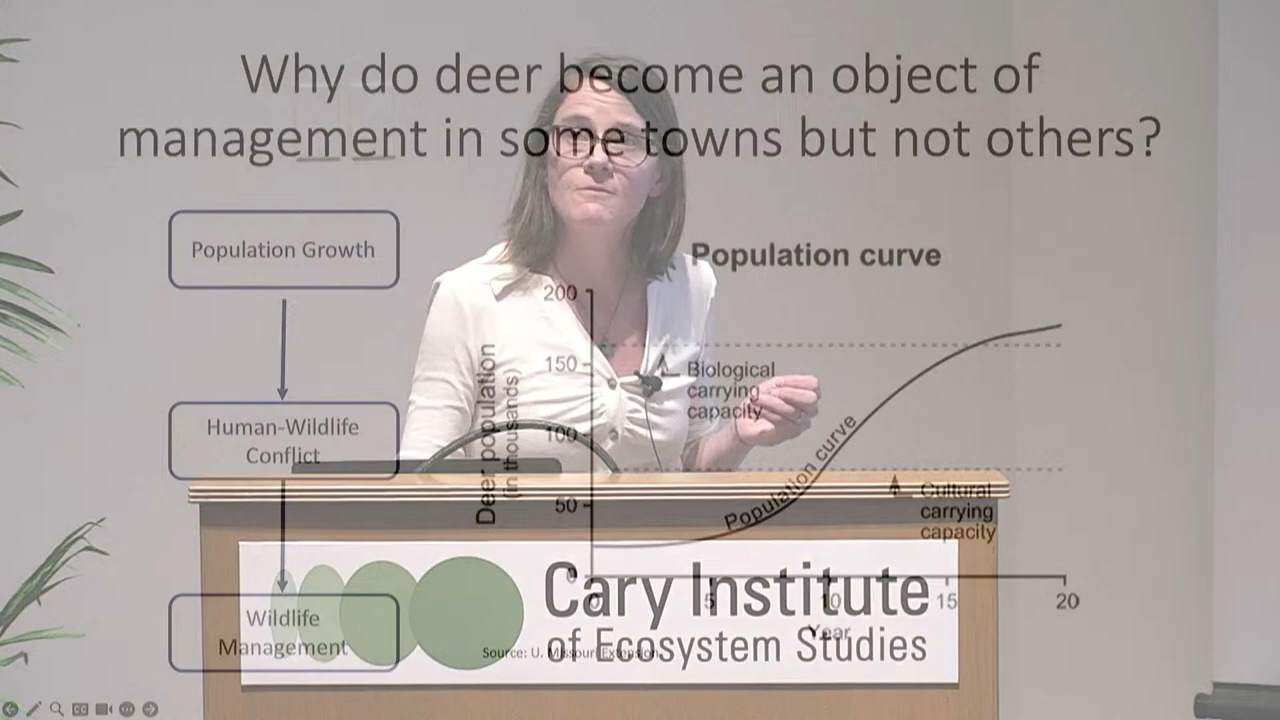 Why do deer become an object of
management in some towns but not others?
Population Growth
Human-Wildlife
Conflict
Wildlife
Management
Population curve
Deer population
(in thousands)
200
150
100
50
0
Biological
carrying
capacity
Population curve
Cultural
carrying
capacity
0
5
10
15
20
Year
Source: U. Missouri Extension
Cary Institute
of Ecosystem Studies